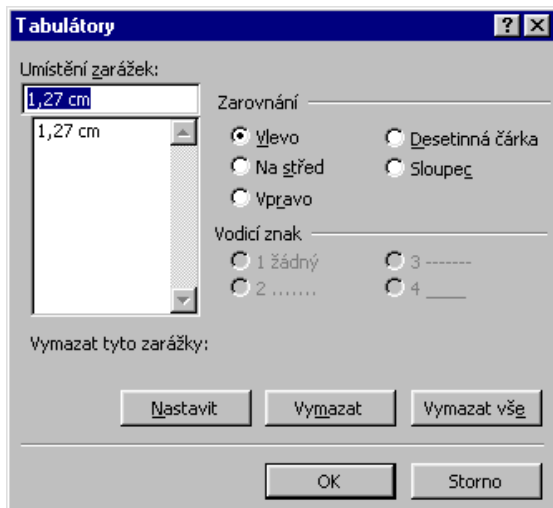 Tabulátory
Umístění zarážek:
1,27 cm
1,27 cm
Zarovnání
Vlevo
Desetinná čárka
Na střed
Sloupec
Vpravo
Vodicí znak
1 žádný
3 -------
2 .......
4 ____
Vymazat tyto zarážky:
Nastavit
Vymazat
Vymazat vše
OK
Storno